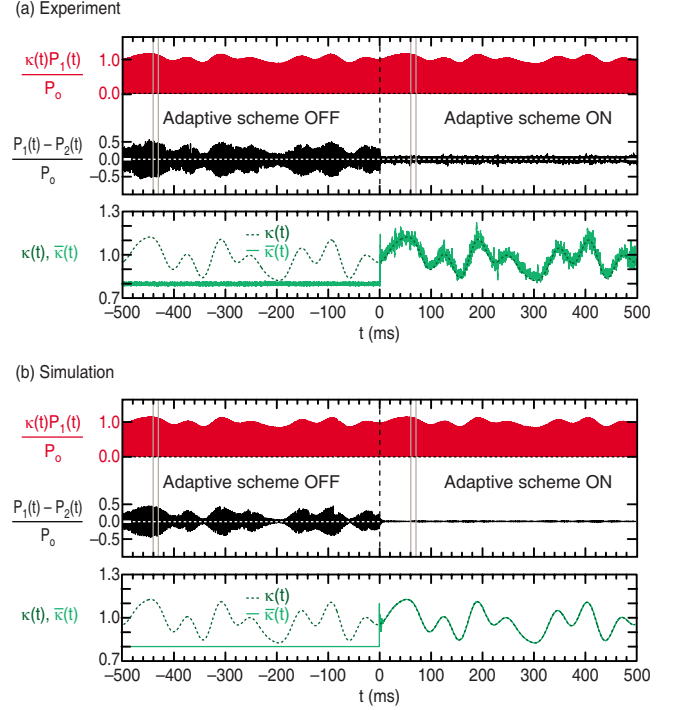 (a) Experiment
κ(t)P₁(t)
Pₒ
1.0
0.0
Adaptive scheme OFF
Adaptive scheme ON
P₁(t) − P₂(t)
Pₒ
0.5
0.0
−0.5
κ(t), κ̅(t)
1.3
1.0
0.7
κ(t)
κ̅(t)
−500 −400 −300 −200 −100 0 100 200 300 400 500
t (ms)
(b) Simulation
κ(t)P₁(t)
Pₒ
1.0
0.0
Adaptive scheme OFF
Adaptive scheme ON
P₁(t) − P₂(t)
Pₒ
0.5
0.0
−0.5
κ(t), κ̅(t)
1.3
1.0
0.7
κ(t)
κ̅(t)
−500 −400 −300 −200 −100 0 100 200 300 400 500
t (ms)